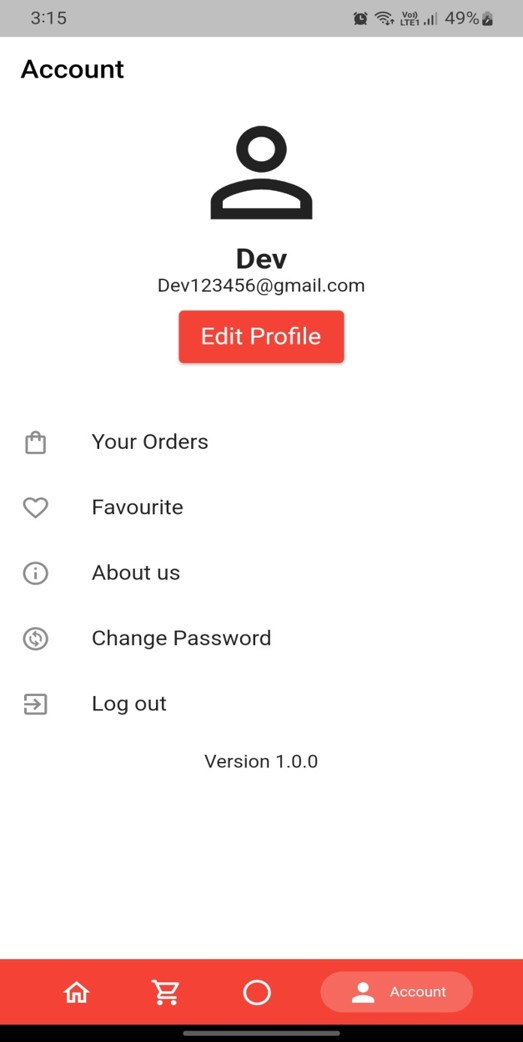 3:15
Vo)) LTE1 49%
Account
Dev
Dev123456@gmail.com
Edit Profile
Your Orders
Favourite
About us
Change Password
Log out
Version 1.0.0
Account